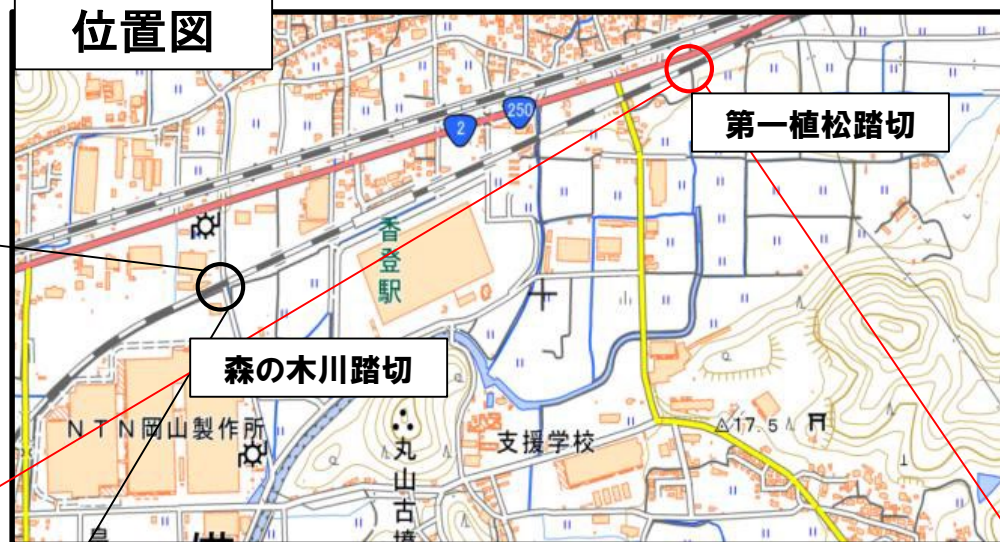 位置図
250
2
第一植松踏切
香登駅
森の木川踏切
NTN岡山製作所
丸山古墳
支援学校
17.5